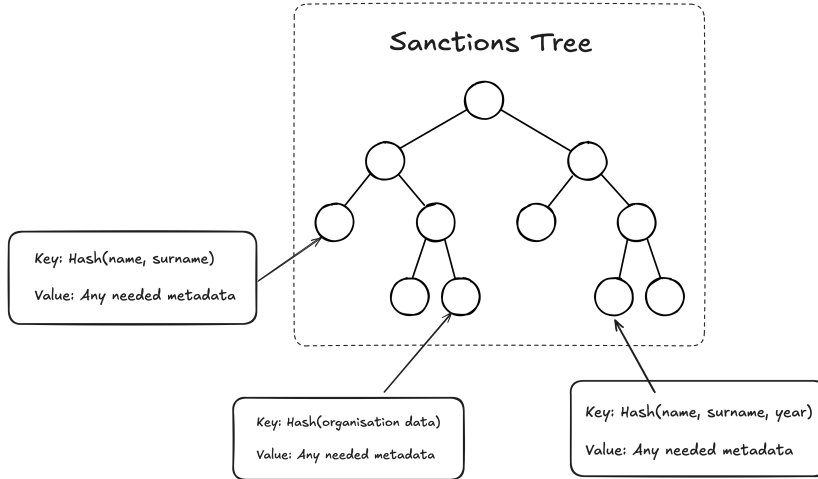 Sanctions Tree
Key: Hash(name, surname)
Value: Any needed metadata
Key: Hash(organisation data)
Value: Any needed metadata
Key: Hash(name, surname, year)
Value: Any needed metadata